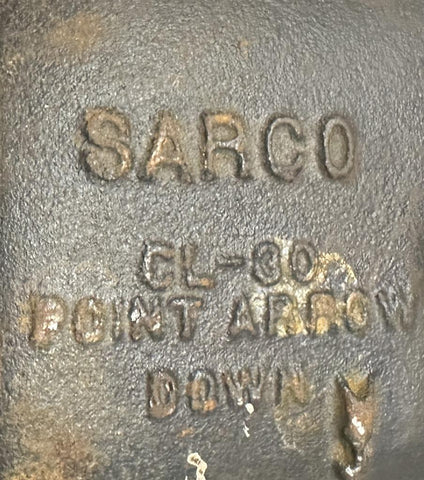 SARCO
CL-30
POINT ARROW
DOWN